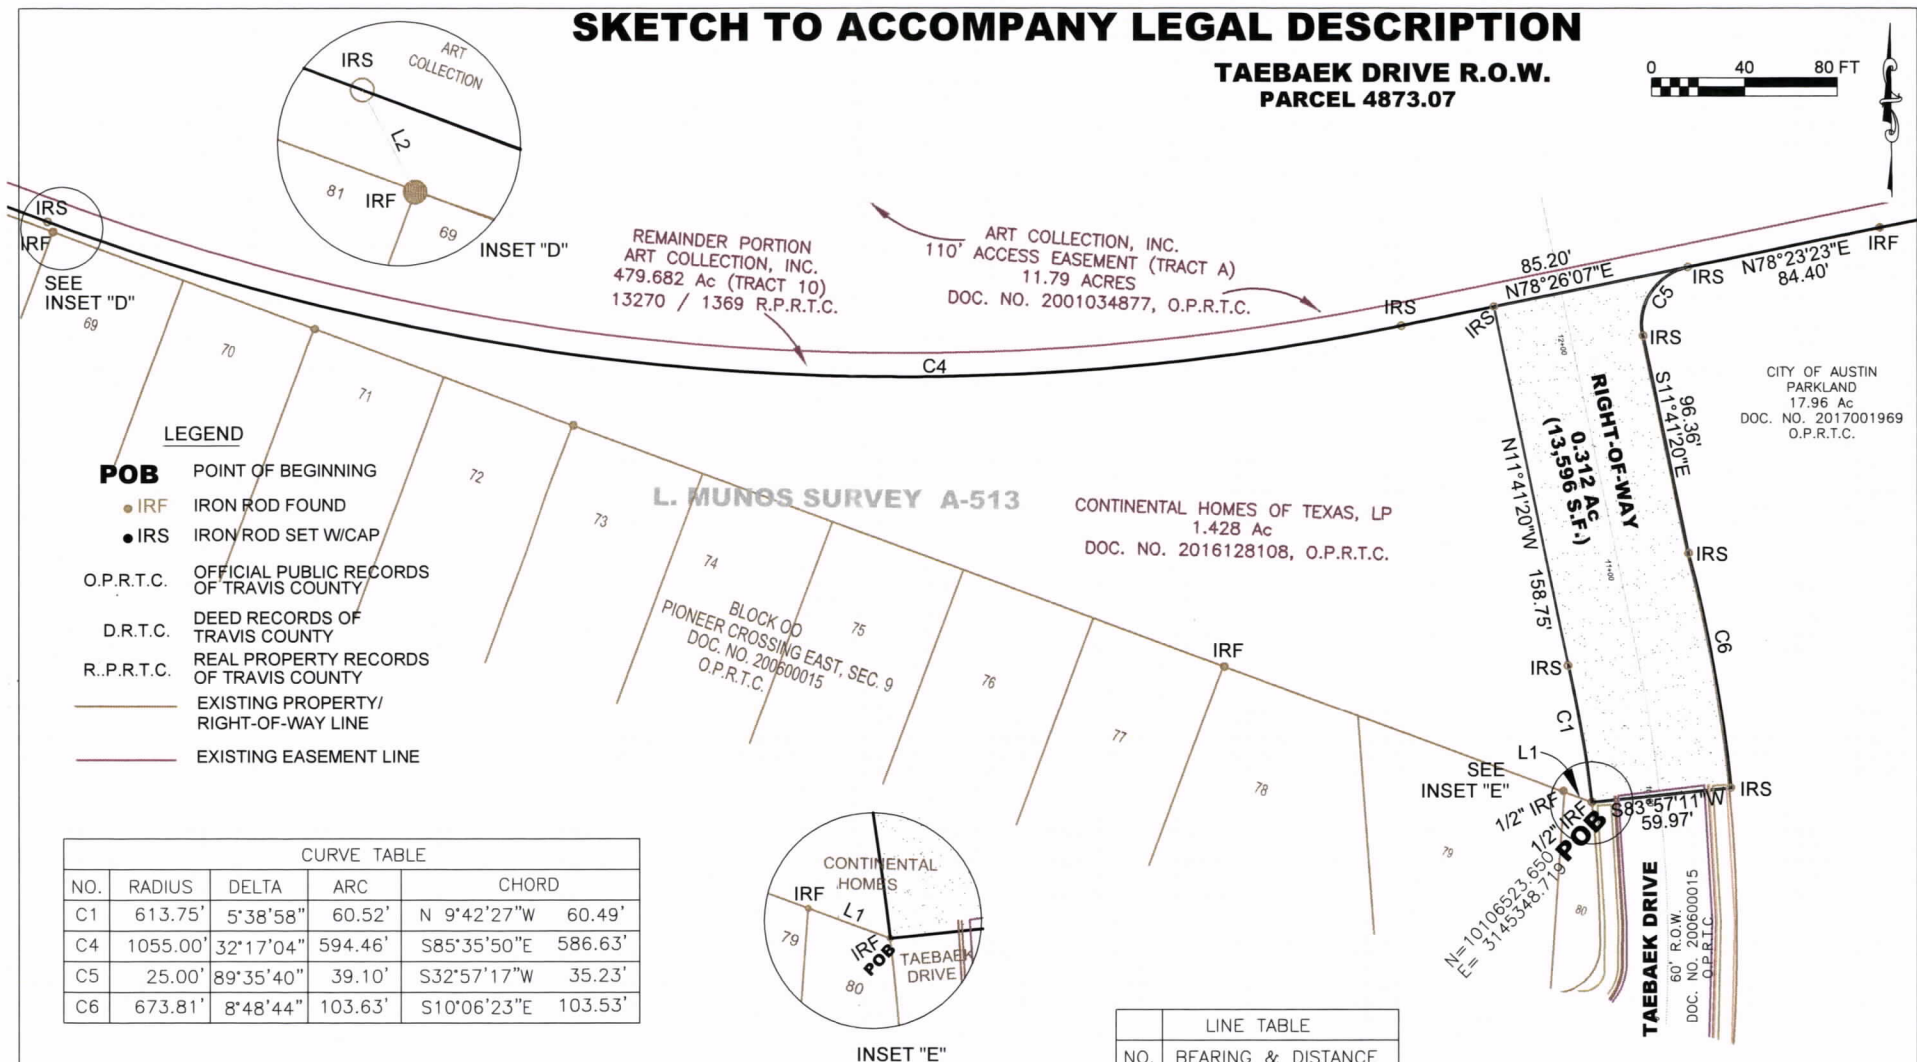 SKETCH TO ACCOMPANY LEGAL DESCRIPTION
TAEBAEK DRIVE R.O.W.
PARCEL 4873.07
0 40 80 FT
IRS
ART
COLLECTION
L2
81
IRF
69
INSET "D"
IRS
IRF
SEE
INSET "D"
REMAINDER PORTION
ART COLLECTION, INC.
479.682 Ac (TRACT 10)
13270 / 1369 R.P.R.T.C.
ART COLLECTION, INC.
110' ACCESS EASEMENT (TRACT A)
11.79 ACRES
DOC. NO. 2001034877, O.P.R.T.C.
85.20'
N78°26'07"E
N78°23'23"E
84.40'
IRF
IRS
IRS
IRS
C5
IRS
C4
12+00
S11°41'20"E
96.36'
CITY OF AUSTIN
PARKLAND
17.96 Ac
DOC. NO. 2017001969
O.P.R.T.C.
RIGHT-OF-WAY
0.312 Ac
(13,596 S.F.)
N11°41'20"W 158.75'
11+00
IRS
C6
IRS
C1
69
70
71
72
73
74
75
76
77
78
79
80
LEGEND
POB POINT OF BEGINNING
IRF IRON ROD FOUND
IRS IRON ROD SET W/CAP
O.P.R.T.C. OFFICIAL PUBLIC RECORDS
OF TRAVIS COUNTY
D.R.T.C. DEED RECORDS OF
TRAVIS COUNTY
R..P.R.T.C. REAL PROPERTY RECORDS
OF TRAVIS COUNTY
EXISTING PROPERTY/
RIGHT-OF-WAY LINE
EXISTING EASEMENT LINE
L. MUNOS SURVEY A-513
CONTINENTAL HOMES OF TEXAS, LP
1.428 Ac
DOC. NO. 2016128108, O.P.R.T.C.
BLOCK OO
PIONEER CROSSING EAST, SEC. 9
DOC. NO. 200600015
O.P.R.T.C.
IRF
L1
SEE
INSET "E"
1/2" IRF
1/2" IRF
POB
S83°57'11"W
59.97'
IRS
N=10106523.650
E= 3145348.719
TAEBAEK DRIVE
60' R.O.W.
DOC. NO. 200600015
O.P.R.T.C.
CURVE TABLE
NO. RADIUS DELTA ARC CHORD
C1 613.75' 5°38'58" 60.52' N 9°42'27"W 60.49'
C4 1055.00' 32°17'04" 594.46' S85°35'50"E 586.63'
C5 25.00' 89°35'40" 39.10' S32°57'17"W 35.23'
C6 673.81' 8°48'44" 103.63' S10°06'23"E 103.53'
CONTINENTAL
HOMES
IRF
L1
79
IRF
POB
TAEBAEK
DRIVE
80
INSET "E"
LINE TABLE
NO. BEARING & DISTANCE